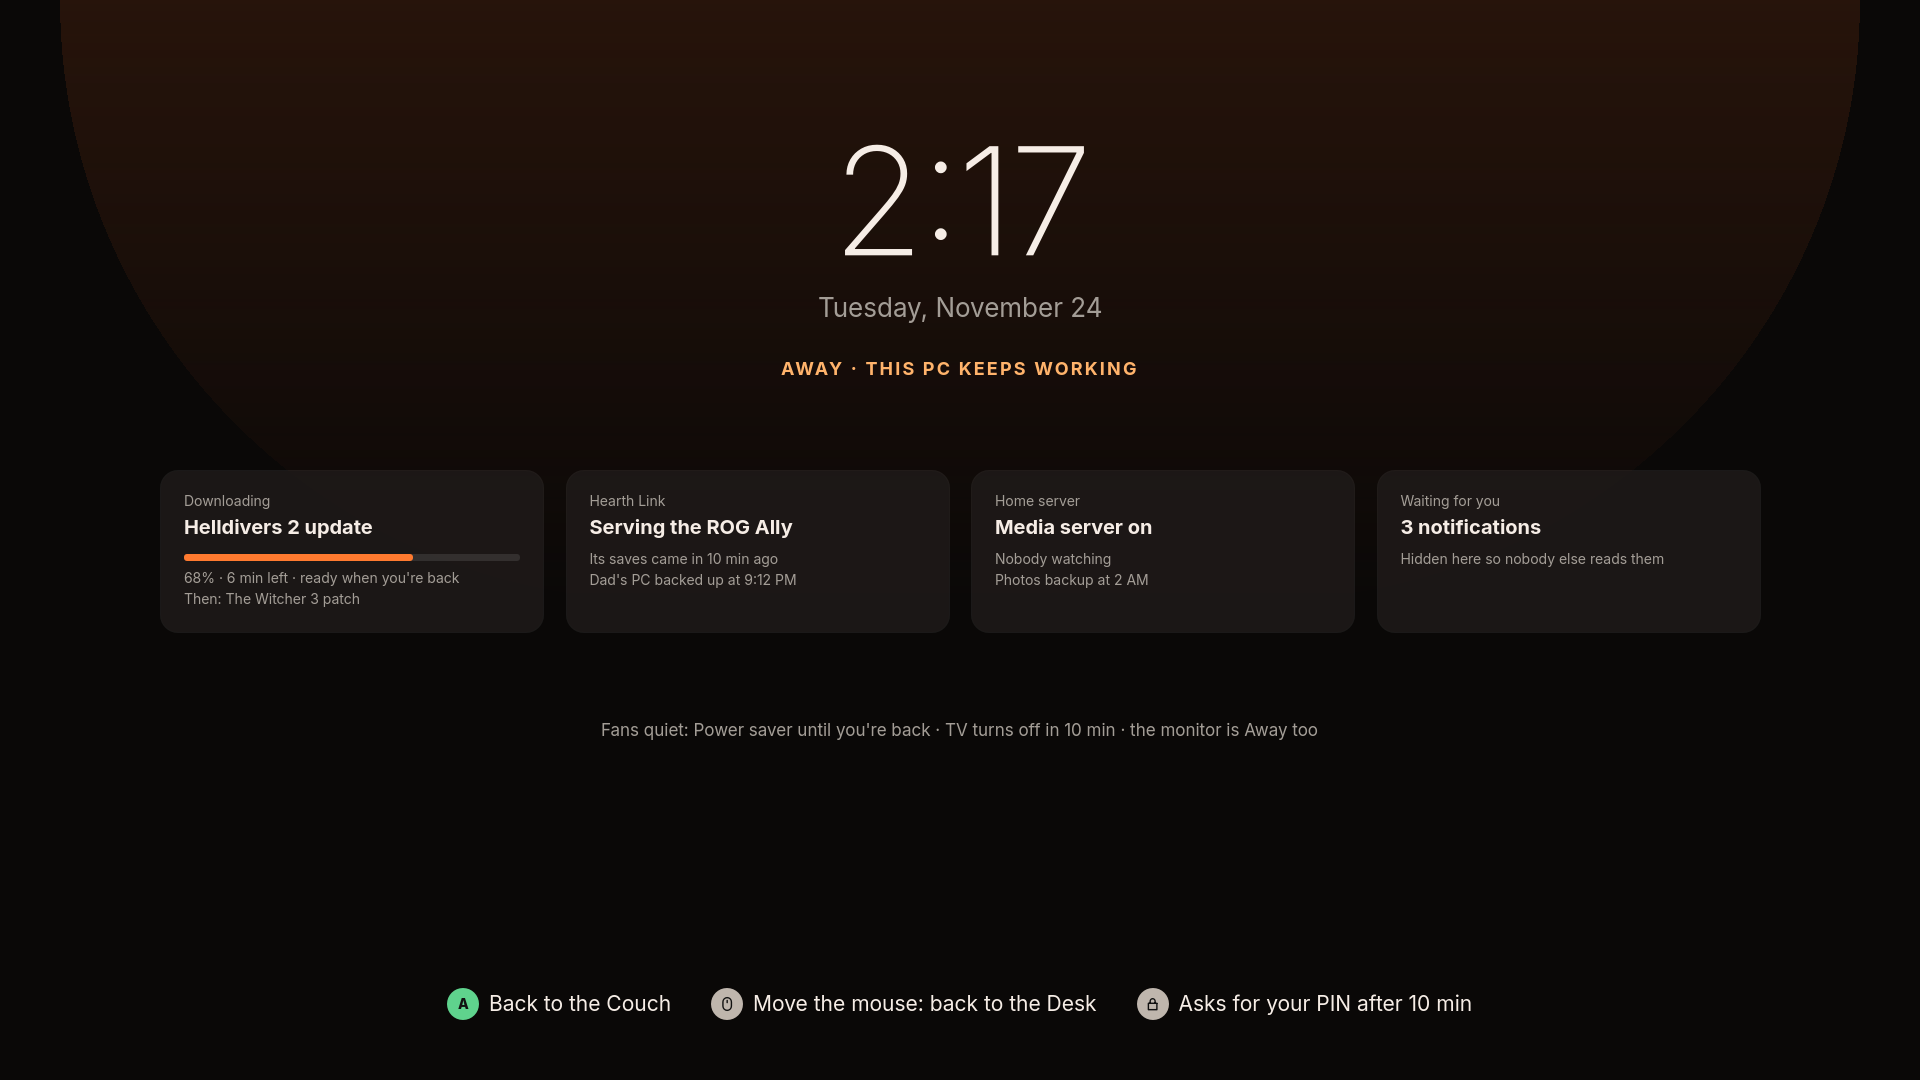 2:17
Tuesday, November 24
AWAY · THIS PC KEEPS WORKING
Downloading
Helldivers 2 update
68% · 6 min left · ready when you're back
Then: The Witcher 3 patch
Hearth Link
Serving the ROG Ally
Its saves came in 10 min ago
Dad's PC backed up at 9:12 PM
Home server
Media server on
Nobody watching
Photos backup at 2 AM
Waiting for you
3 notifications
Hidden here so nobody else reads them
Fans quiet: Power saver until you're back · TV turns off in 10 min · the monitor is Away too
A Back to the Couch
Move the mouse: back to the Desk
Asks for your PIN after 10 min